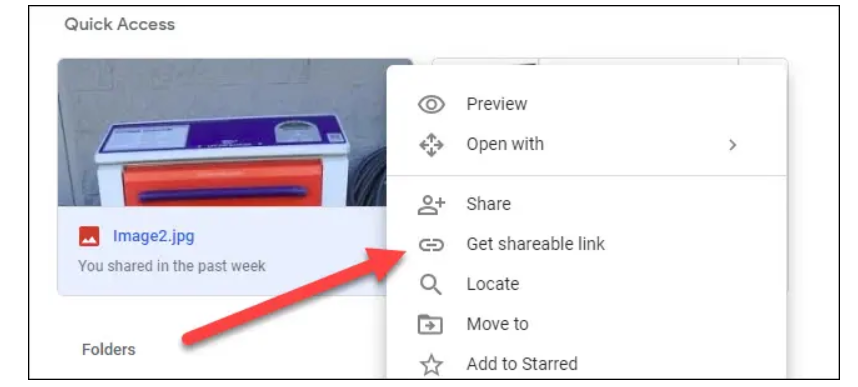 Quick Access
Preview
Open with
Share
Image2.jpg
Get shareable link
You shared in the past week
Locate
Move to
Folders
Add to Starred